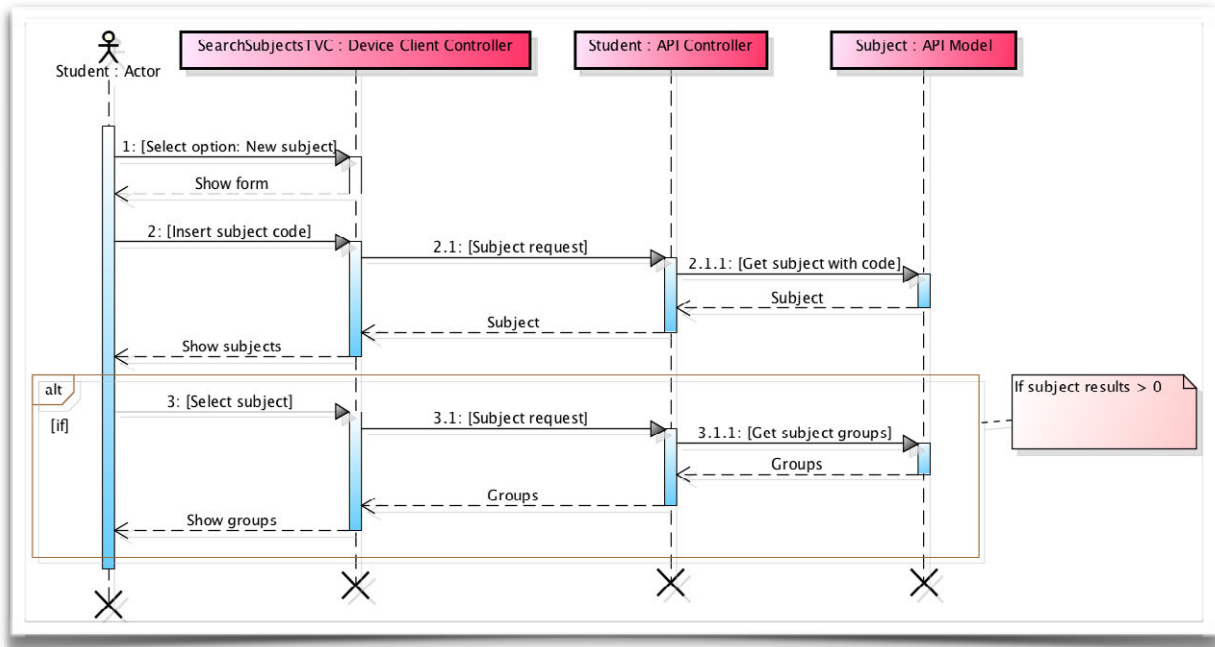 SearchSubjectsTVC : Device Client Controller
Student : API Controller
Subject : API Model
Student : Actor
1: [Select option: New subject]
Show form
2: [Insert subject code]
2.1: [Subject request]
2.1.1: [Get subject with code]
Subject
Subject
Show subjects
alt
If subject results > 0
[if]
3: [Select subject]
3.1: [Subject request]
3.1.1: [Get subject groups]
Groups
Groups
Show groups